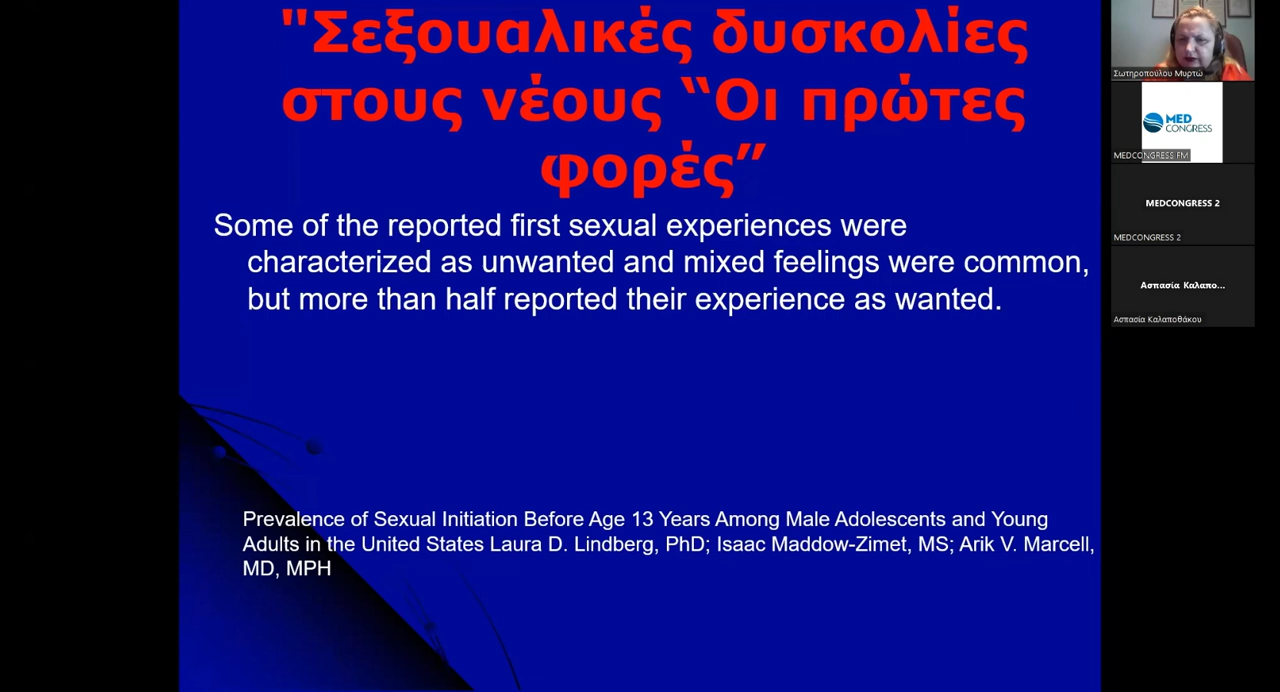 "Σεξουαλικές δυσκολίες
στους νέους “Οι πρώτες
φορές”
Some of the reported first sexual experiences were
characterized as unwanted and mixed feelings were common,
but more than half reported their experience as wanted.
Prevalence of Sexual Initiation Before Age 13 Years Among Male Adolescents and Young
Adults in the United States Laura D. Lindberg, PhD; Isaac Maddow-Zimet, MS; Arik V. Marcell,
MD, MPH
Σωτηροπούλου Μυρτώ
MED
CONGRESS
MEDCONGRESS FM
MEDCONGRESS 2
MEDCONGRESS 2
Ασπασία Καλαπο...
Ασπασία Καλαποθάκου